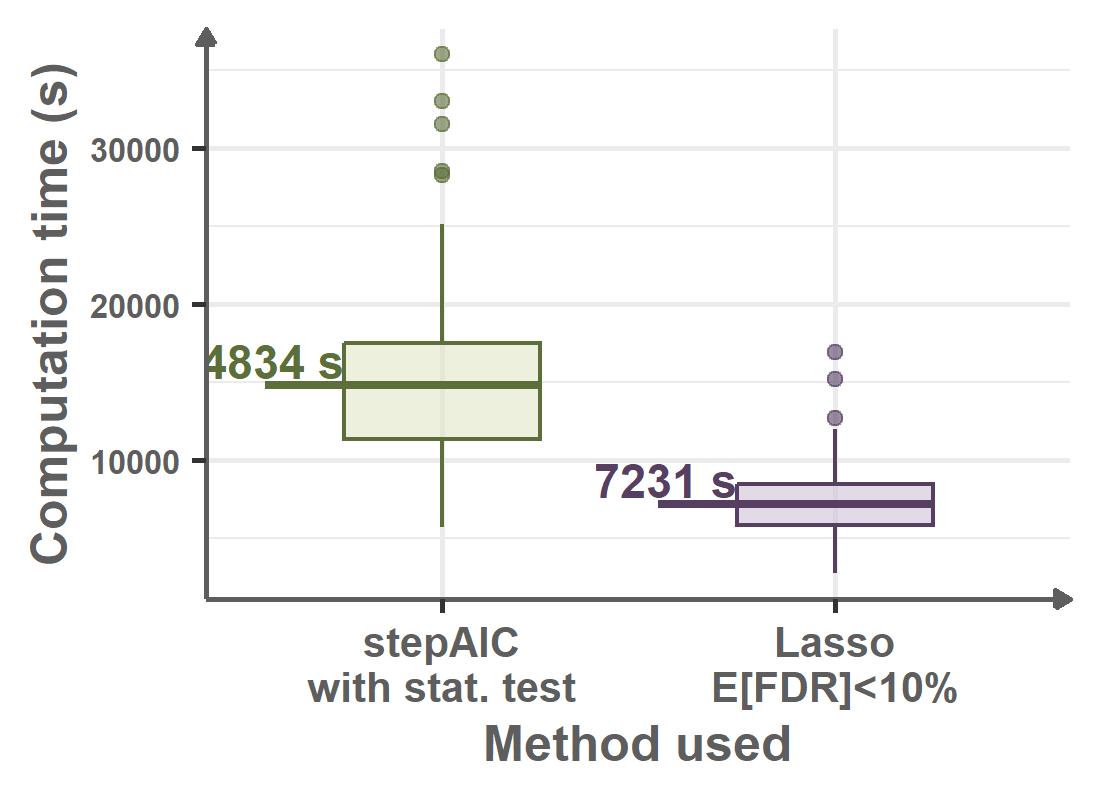 Computation time (s)
30000
20000
10000
4834 s
7231 s
stepAIC
with stat. test
Lasso
E[FDR]<10%
Method used